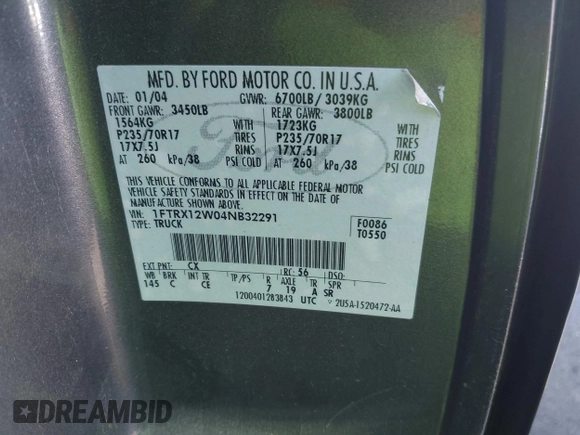 MFD. BY FORD MOTOR CO. IN U.S.A.
DATE: 01/04 GVWR: 6700LB/ 3039KG
FRONT GAWR: 3450LB REAR GAWR: 3800LB
1564KG WITH 1723KG WITH
P235/70R17 TIRES P235/70R17 TIRES
17X7.5J RIMS 17X7.5J RIMS
AT 260 kPa/38 PSI COLD AT 260 kPa/38 PSI COLD
THIS VEHICLE CONFORMS TO ALL APPLICABLE FEDERAL MOTOR
VEHICLE SAFETY STANDARDS IN EFFECT ON THE DATE OF
MANUFACTURE SHOWN ABOVE.
VIN: 1FTRX12W04NB32291 F0086
TYPE: TRUCK T0550
EXT PNT: CX RC: 56 DSO:
WB BRK INT TR TP/PS R AXLE TR SPR
145 C CE 7 19 A SR
1200401283843 UTC 2U5A-1520472-AA
Ford
DREAMBID